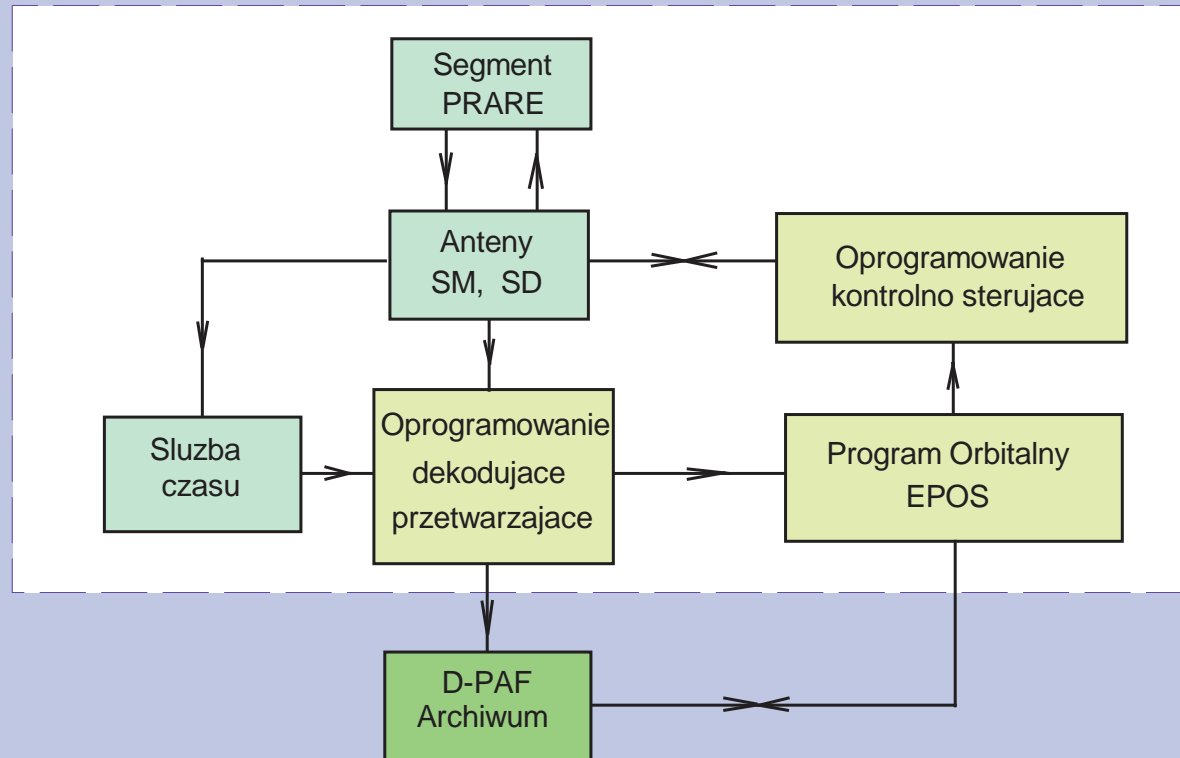 Segment
PRARE
Anteny
SM, SD
Oprogramowanie
kontrolno sterujace
Sluzba
czasu
Oprogramowanie
dekodujace
przetwarzajace
Program Orbitalny
EPOS
D-PAF
Archiwum